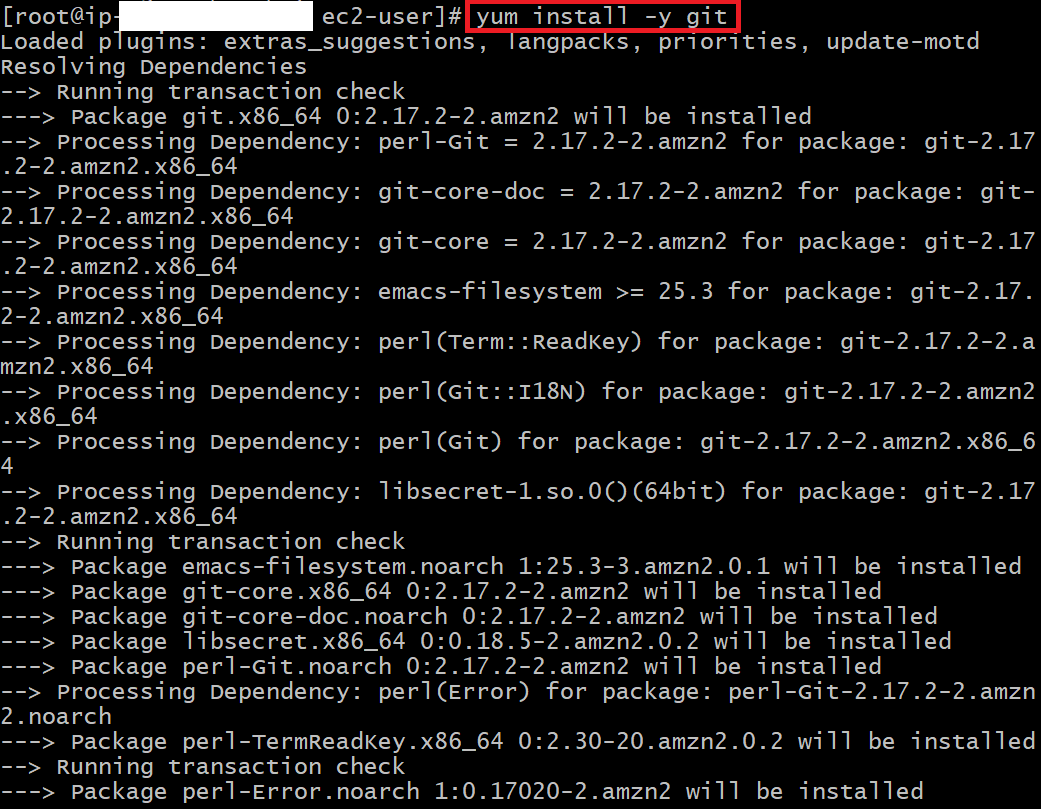 [root@ip- ec2-user]# yum install -y git
Loaded plugins: extras_suggestions, langpacks, priorities, update-motd
Resolving Dependencies
--> Running transaction check
---> Package git.x86_64 0:2.17.2-2.amzn2 will be installed
--> Processing Dependency: perl-Git = 2.17.2-2.amzn2 for package: git-2.17
.2-2.amzn2.x86_64
--> Processing Dependency: git-core-doc = 2.17.2-2.amzn2 for package: git-
2.17.2-2.amzn2.x86_64
--> Processing Dependency: git-core = 2.17.2-2.amzn2 for package: git-2.17
.2-2.amzn2.x86_64
--> Processing Dependency: emacs-filesystem >= 25.3 for package: git-2.17.
2-2.amzn2.x86_64
--> Processing Dependency: perl(Term::ReadKey) for package: git-2.17.2-2.a
mzn2.x86_64
--> Processing Dependency: perl(Git::I18N) for package: git-2.17.2-2.amzn2
.x86_64
--> Processing Dependency: perl(Git) for package: git-2.17.2-2.amzn2.x86_6
4
--> Processing Dependency: libsecret-1.so.0()(64bit) for package: git-2.17
.2-2.amzn2.x86_64
--> Running transaction check
---> Package emacs-filesystem.noarch 1:25.3-3.amzn2.0.1 will be installed
---> Package git-core.x86_64 0:2.17.2-2.amzn2 will be installed
---> Package git-core-doc.noarch 0:2.17.2-2.amzn2 will be installed
---> Package libsecret.x86_64 0:0.18.5-2.amzn2.0.2 will be installed
---> Package perl-Git.noarch 0:2.17.2-2.amzn2 will be installed
--> Processing Dependency: perl(Error) for package: perl-Git-2.17.2-2.amzn
2.noarch
---> Package perl-TermReadKey.x86_64 0:2.30-20.amzn2.0.2 will be installed
--> Running transaction check
---> Package perl-Error.noarch 1:0.17020-2.amzn2 will be installed